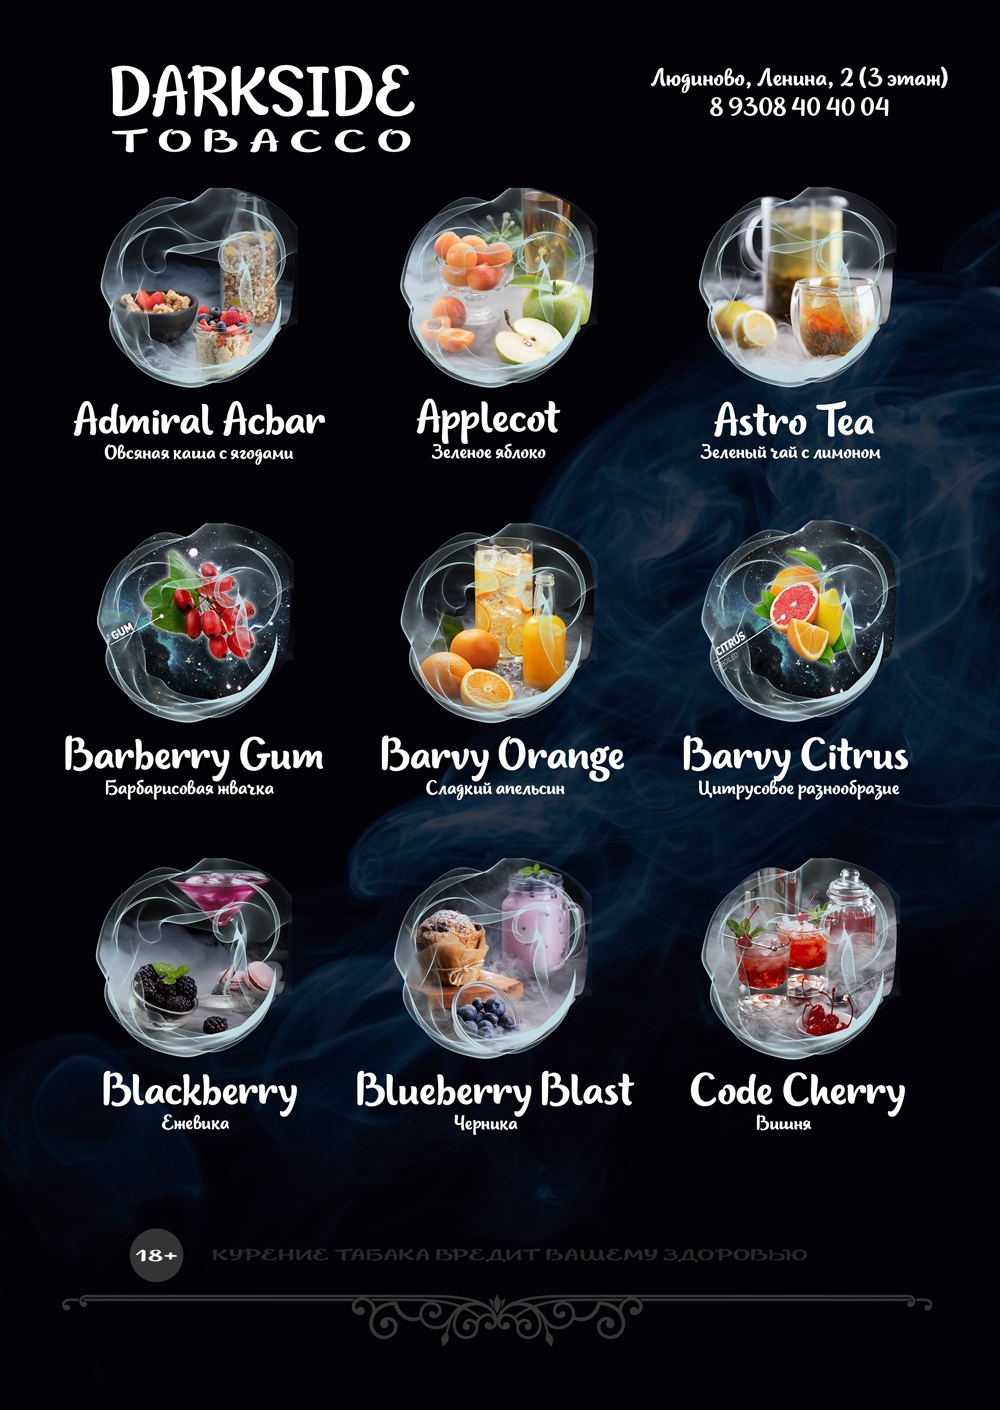 DARKSIDE
TOBACCO
Людиново, Ленина, 2 (3 этаж)
8 9308 40 40 04
Admiral Acbar
Овсяная каша с ягодами
Applecot
Зеленое яблоко
Astro Tea
Зеленый чай с лимоном
GUM
Barberry Gum
Барбарисовая жвачка
Barvy Orange
Сладкий апельсин
CITRUS
Barvy Citrus
Цитрусовое разнообразие
Blackberry
Ежевика
Blueberry Blast
Черника
Code Cherry
Вишня
18+
КУРЕНИЕ ТАБАКА ВРЕДИТ ВАШЕМУ ЗДОРОВЬЮ